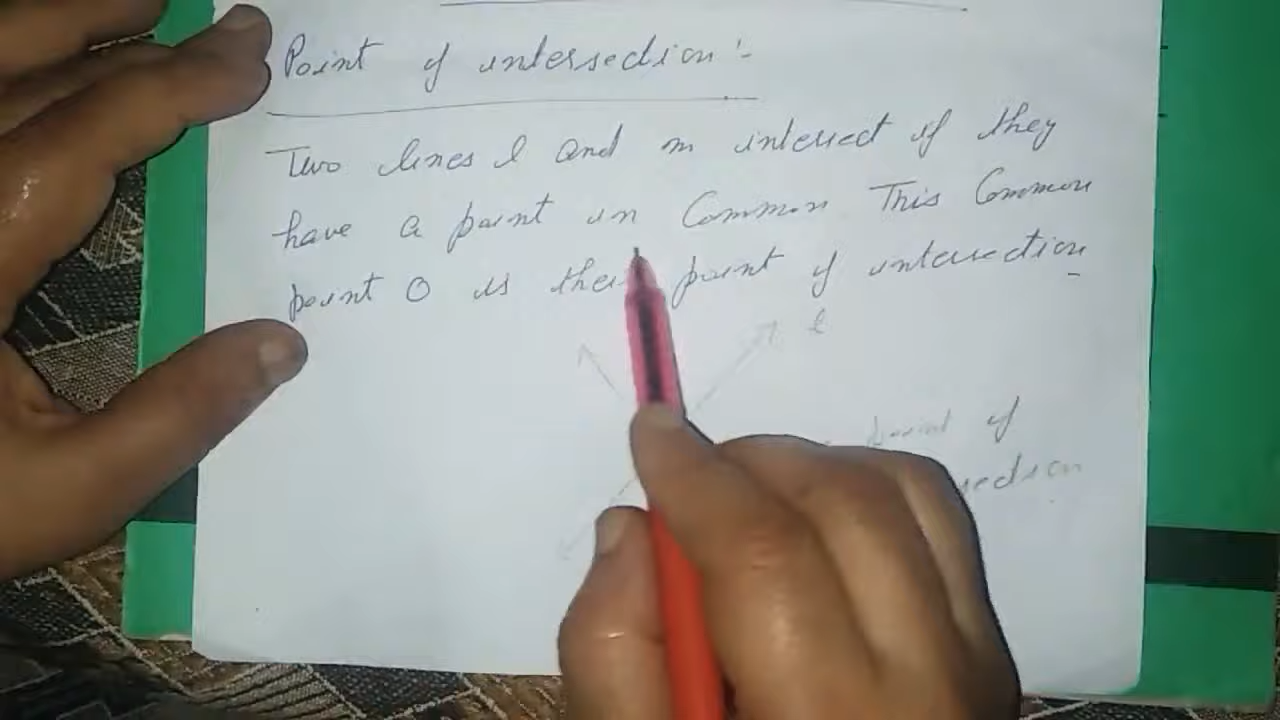 Point of intersection :-
Two lines l and m intersect if they
have a point in Common This Common
point O is their point of intersection
l
point of